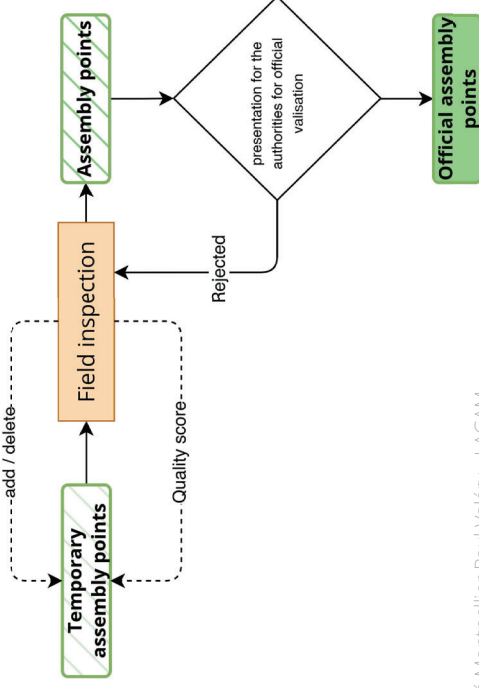 Temporary
assembly points
add / delete
Quality score
Field inspection
Assembly points
Rejected
presentation for the
authorities for official
valisation
Official assembly
points